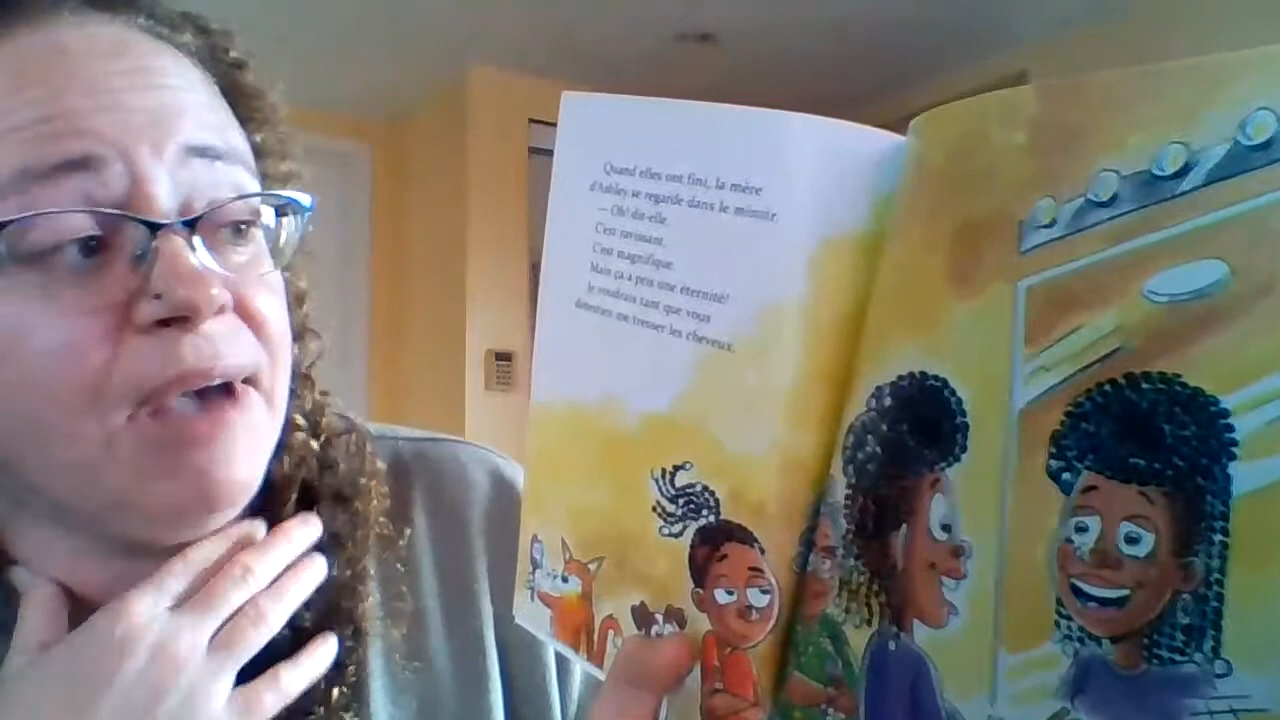 Quand elles ont fini, la mère
d'Ashley se regarde dans le miroir.
— Oh! dit-elle.
C'est ravissant.
C'est magnifique.
Mais ça a pris une éternité!
Je voudrais tant que vous
détestiez me tresser les cheveux.